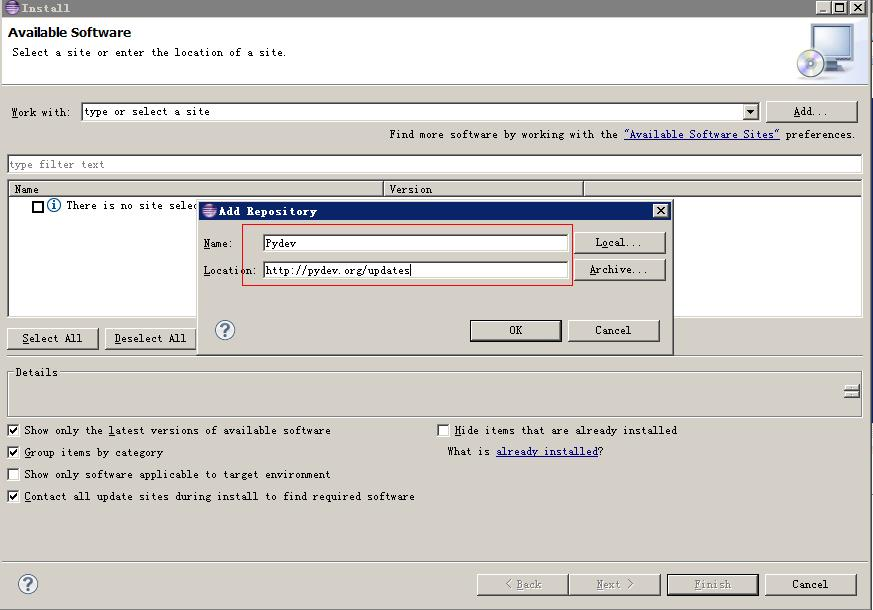 Install
Available Software
Select a site or enter the location of a site.
Work with: type or select a site Add...
Find more software by working with the "Available Software Sites" preferences.
type filter text
Name Version
There is no site selec
Add Repository
Name: Pydev Local...
Location: http://pydev.org/updates Archive...
OK Cancel
Select All Deselect All
Details
Show only the latest versions of available software
Hide items that are already installed
Group items by category
What is already installed?
Show only software applicable to target environment
Contact all update sites during install to find required software
< Back Next > Finish Cancel